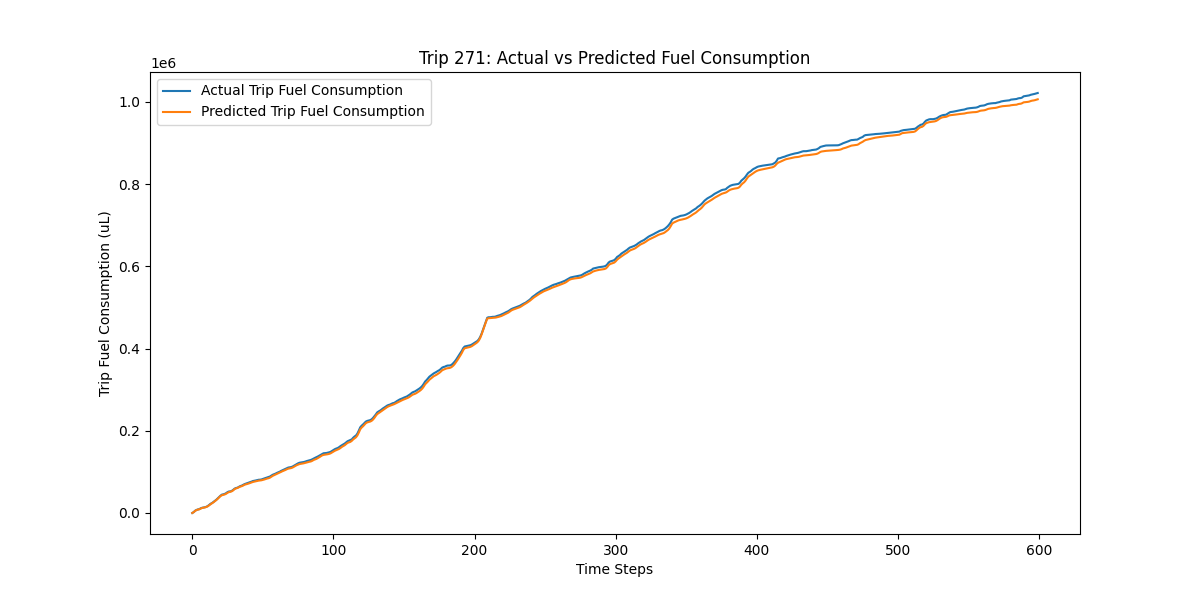 Trip 271: Actual vs Predicted Fuel Consumption
1e6
Actual Trip Fuel Consumption
Predicted Trip Fuel Consumption
1.0
0.8
0.6
0.4
0.2
0.0
Trip Fuel Consumption (uL)
0 100 200 300 400 500 600
Time Steps